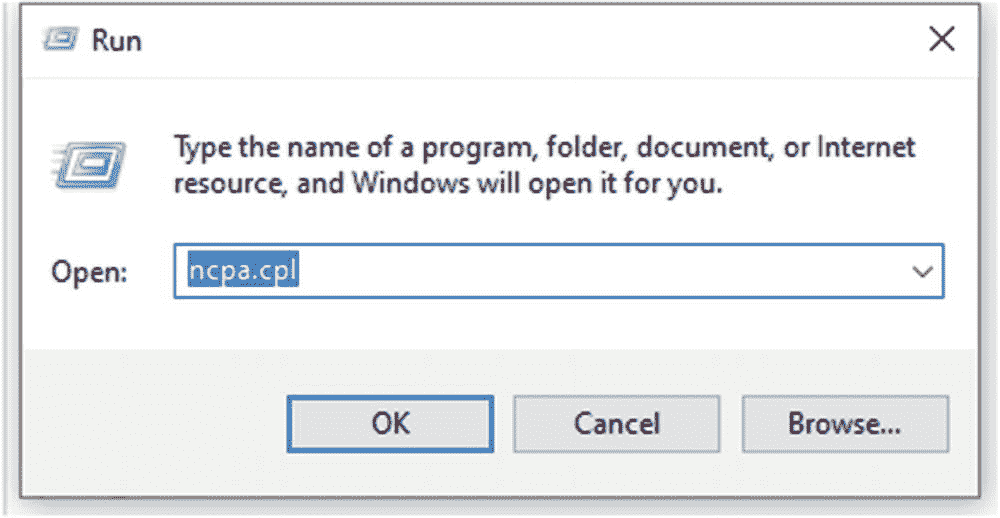 Run
Type the name of a program, folder, document, or Internet
resource, and Windows will open it for you.
Open: ncpa.cpl
OK Cancel Browse...